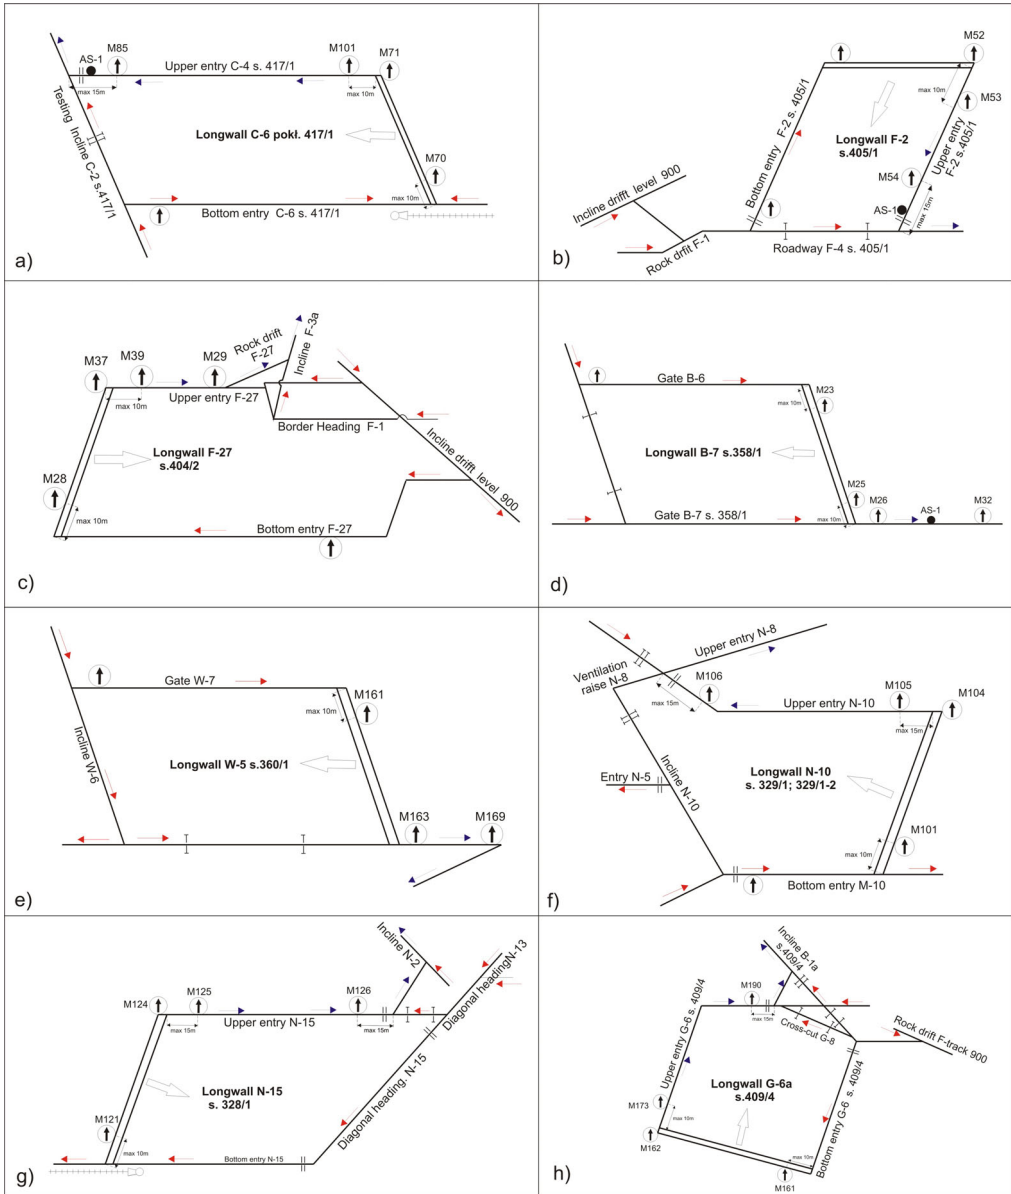 M85
M101
M71
AS-1
Upper entry C-4 s. 417/1
max 15m
max 10m
Testing Incline C-2 s.417/1
Longwall C-6 pokł. 417/1
M70
max 10m
Bottom entry C-6 s. 417/1
a)
M52
max 10m
M53
Bottom entry F-2 s. 405/1
Longwall F-2
s.405/1
Upper entry
F-2 s. 405/1
M54
AS-1
max 15m
Incline drifft level 900
Rock drfit F-1
Roadway F-4 s. 405/1
b)
M37
M39
M29
Rock drift
F-27
Incline F-3a
max 10m
Upper entry F-27
Border Heading F-1
Longwall F-27
s.404/2
Incline drifft level 900
M28
max 10m
Bottom entry F-27
c)
Gate B-6
max 10m
M23
Longwall B-7 s.358/1
M25
M26
AS-1
M32
max 10m
Gate B-7 s. 358/1
d)
Gate W-7
M161
max 10m
Incline W-6
Longwall W-5 s.360/1
M163
M169
e)
Upper entry N-8
Ventilation
raise N-8
M106
max 15m
M105
M104
Upper entry N-10
max 15m
Incline N-10
Entry N-5
Longwall N-10
s. 329/1; 329/1-2
M101
max 10m
Bottom entry M-10
f)
Incline N-2
Diagonal headingN-13
M124
M125
M126
max 15m
Upper entry N-15
max 15m
Longwall N-15
s. 328/1
Diagonal heading. N-15
M121
max 10m
Bottom entry N-15
g)
Incline B-1a
s.409/4
M190
max 15m
Cross-cut G-8
Rock drift F-track 900
Upper entry G-6 s. 409/4
Longwall G-6a
s.409/4
Bottom entry G-6 s. 409/4
M173
max 10m
M162
max 10m
M161
h)